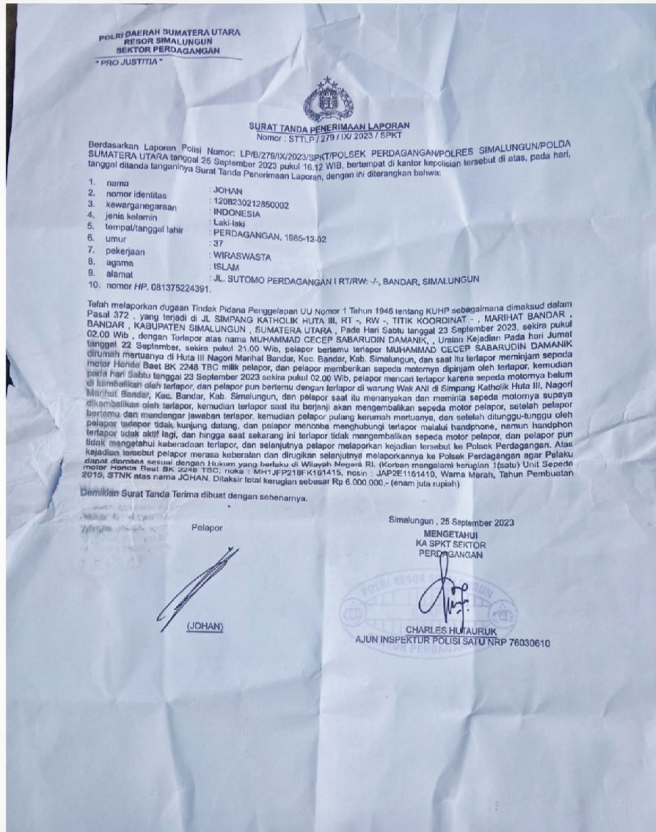 POLRI DAERAH SUMATERA UTARA
RESOR SIMALUNGUN
SEKTOR PERDAGANGAN
"PRO JUSTITIA"
SURAT TANDA PENERIMAAN LAPORAN
Nomor : STTLP / 279 / IX/ 2023 / SPKT
Berdasarkan Laporan Polisi Nomor: LP/B/279/IX/2023/SPKT/POLSEK PERDAGANGAN/POLRES SIMALUNGUN/POLDA
SUMATERA UTARA tanggal 25 September 2023 pukul 16.12 WIB, bertempat di kantor kepolisian tersebut di atas, pada hari,
tanggal ditanda tanganinya Surat Tanda Penerimaan Laporan, dengan ini diterangkan bahwa:
1. nama : JOHAN
2. nomor identitas : 1208230212850002
3. kewarganegaraan : INDONESIA
4. jenis kelamin : Laki-laki
5. tempat/tanggal lahir : PERDAGANGAN, 1985-12-02
6. umur : 37
7. pekerjaan : WIRASWASTA
8. agama : ISLAM
9. alamat : JL. SUTOMO PERDAGANGAN I RT/RW: -/-, BANDAR, SIMALUNGUN
10. nomor HP. 081375224391.
Telah melaporkan dugaan Tindak Pidana Penggelapan UU Nomor 1 Tahun 1946 tentang KUHP sebagaimana dimaksud dalam
Pasal 372 , yang terjadi di JL SIMPANG KATHOLIK HUTA III, RT -, RW -, TITIK KOORDINAT - , MARIHAT BANDAR ,
BANDAR , KABUPATEN SIMALUNGUN , SUMATERA UTARA , Pada Hari Sabtu tanggal 23 September 2023, sekira pukul
02.00 Wib , dengan Terlapor atas nama MUHAMMAD CECEP SABARUDIN DAMANIK, , Uraian Kejadian Pada hari Jumat
tanggal 22 September, sekira pukul 21.00 Wib, pelapor bertemu terlapor MUHAMMAD CECEP SABARUDIN DAMANIK
dirumah mertuanya di Huta III Nagori Marihat Bandar, Kec. Bandar, Kab. Simalungun, dan saat itu terlapor meminjam sepeda
motor Honda Baet BK 2248 TBC milik pelapor, dan pelapor memberikan sepeda motornya dipinjam oleh terlapor, kemudian
pada hari Sabtu tanggal 23 September 2023 sekira pukul 02.00 Wib, pelapor mencari terlapor karena sepeda motornya belum
di kembalikan oleh terlapor, dan pelapor pun bertemu dengan terlapor di warung Wak ANI di Simpang Katholik Huta III, Nagori
Marihat Bandar, Kec. Bandar, Kab. Simalungun, dan pelapor saat itu menanyakan dan meminta sepeda motornya supaya
dikembalikan oleh terlapor, kemudian terlapor saat itu berjanji akan mengembalikan sepeda motor pelapor, setelah pelapor
bertemu dan mendengar jawaban terlapor, kemudian pelapor pulang kerumah mertuanya, dan setelah ditunggu-tunggu oleh
pelapor terlapor tidak kunjung datang, dan pelapor mencoba menghubungi terlapor melalui handphone, namun handphon
terlapor tidak aktif lagi, dan hingga saat sekarang ini terlapor tidak mengembalikan sepeda motor pelapor, dan pelapor pun
tidak mengetahui keberadaan terlapor, dan selanjutnya pelapor melaporkan kejadian tersebut ke Polsek Perdagangan. Atas
kejadian tersebut pelapor merasa keberatan dan dirugikan selanjutnya melaporkannya ke Polsek Perdagangan agar Pelaku
dapat diproses sesuai dengan Hukum yang berlaku di Wilayah Negara RI. (Korban mengalami kerugian 1(satu) Unit Sepeda
motor Honda Beat BK 2248 TBC, noka : MH1JFP218FK161415, nosin : JAP2E1161410, Warna Merah, Tahun Pembuatan
2015, STNK atas nama JOHAN. Ditaksir total kerugian sebesar Rp 6.000.000,- (enam juta rupiah)
Demikian Surat Tanda Terima dibuat dengan sebenarnya.
Pelapor
(JOHAN)
Simalungun , 25 September 2023
MENGETAHUI
KA SPKT SEKTOR
PERDAGANGAN
CHARLES HUTAURUK
AJUN INSPEKTUR POLISI SATU NRP 76030610